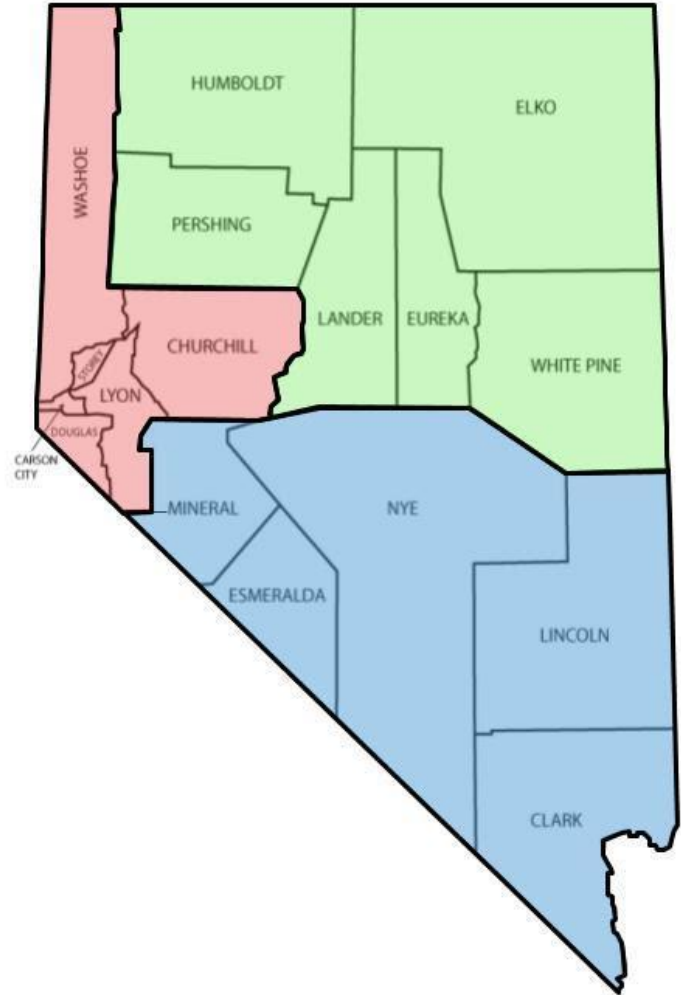 HUMBOLDT
ELKO
WASHOE
PERSHING
LANDER
EUREKA
CHURCHILL
STOREY
WHITE PINE
LYON
DOUGLAS
CARSON
CITY
MINERAL
NYE
ESMERALDA
LINCOLN
CLARK